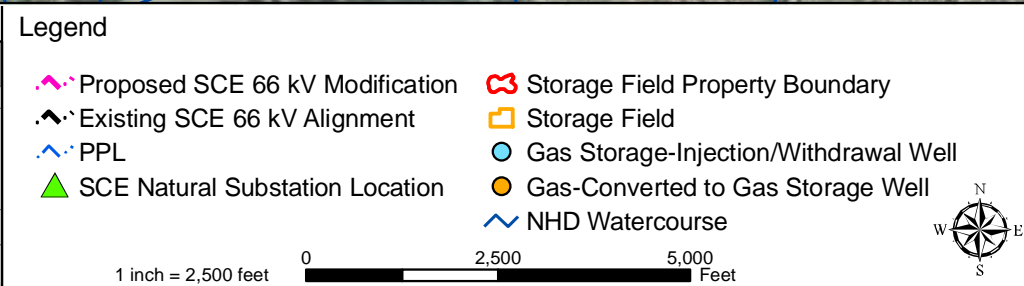 Legend
Proposed SCE 66 kV Modification
Existing SCE 66 kV Alignment
PPL
SCE Natural Substation Location
Storage Field Property Boundary
Storage Field
Gas Storage-Injection/Withdrawal Well
Gas-Converted to Gas Storage Well
NHD Watercourse
N
W E
S
0 2,500 5,000
1 inch = 2,500 feet Feet